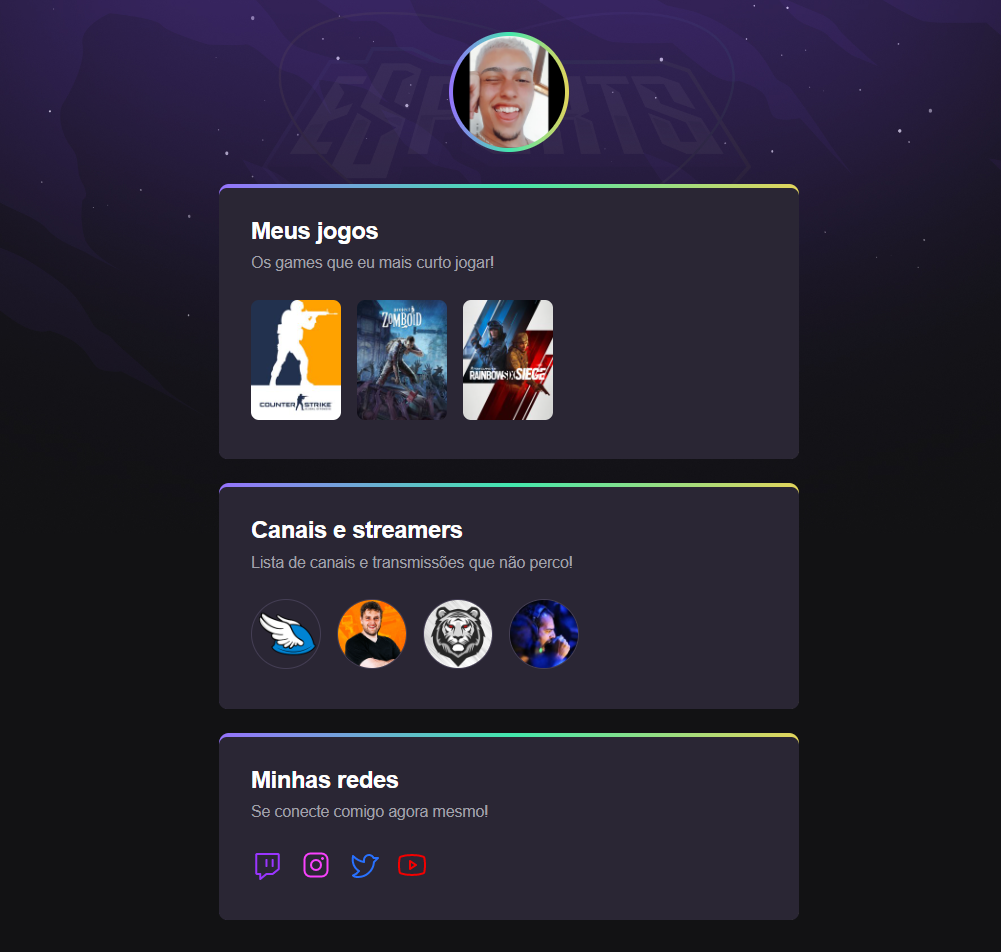 ESPORTS
Meus jogos
Os games que eu mais curto jogar!
COUNTER STRIKE
PROJECT
ZOMBOID
RAINBOW SIX SIEGE
Canais e streamers
Lista de canais e transmissões que não perco!
Minhas redes
Se conecte comigo agora mesmo!